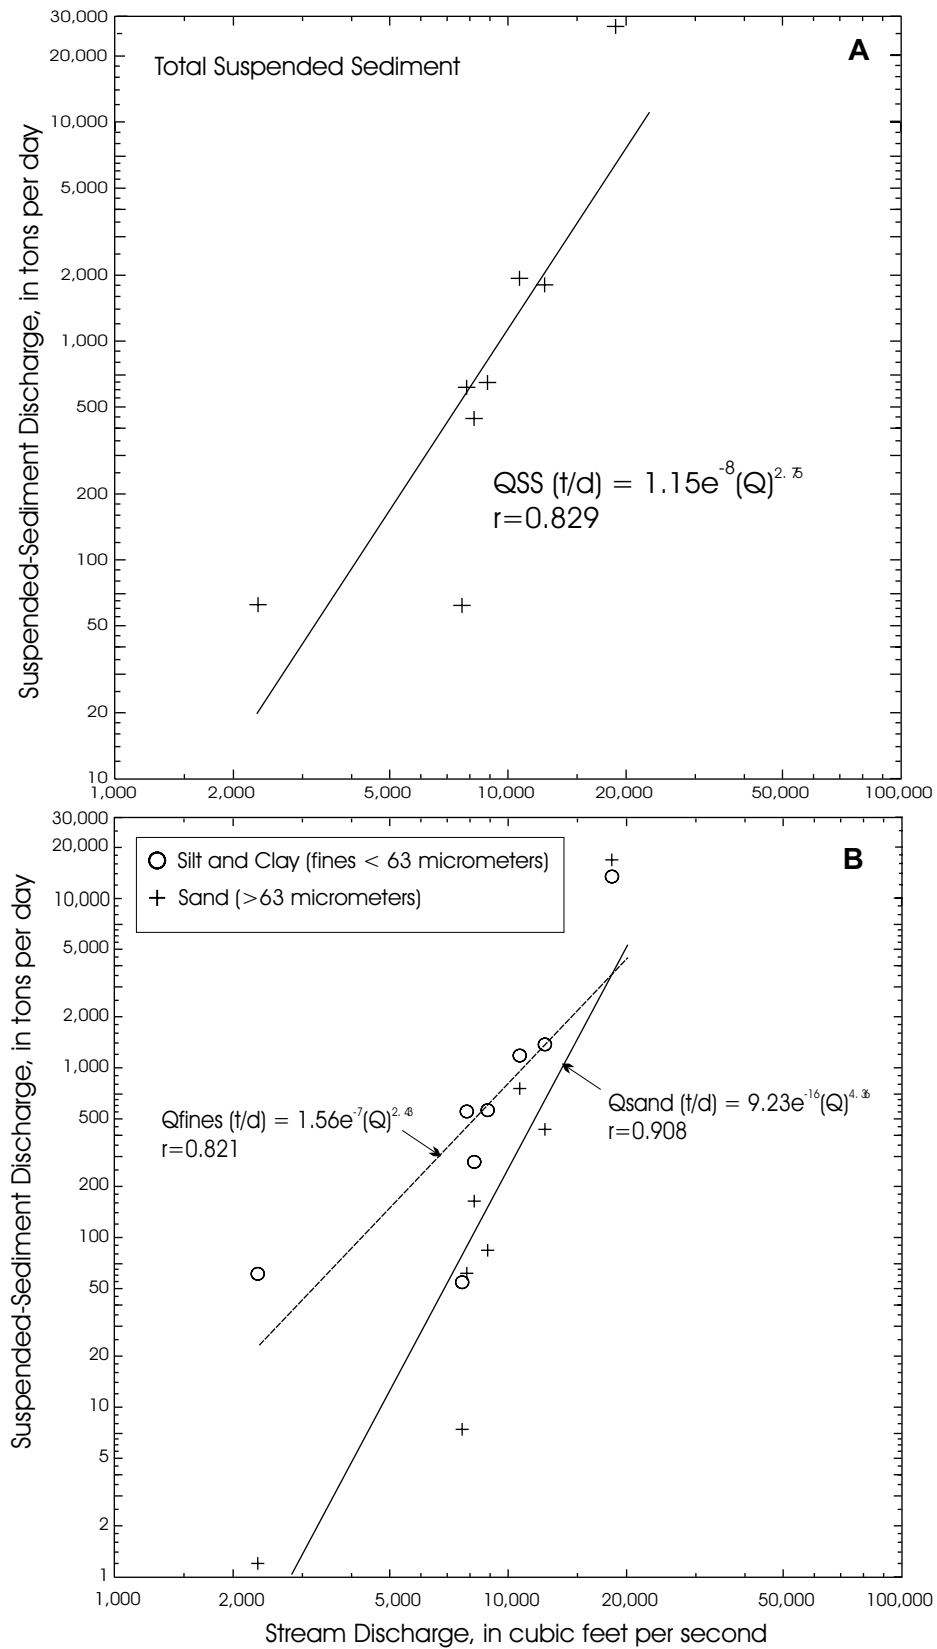 30,000
20,000
10,000
5,000
2,000
1,000
500
200
100
50
20
10
Suspended-Sediment Discharge, in tons per day
Total Suspended Sediment
A
QSS (t/d) = 1.15e^-8(Q)^2.75
r=0.829
1,000 2,000 5,000 10,000 20,000 50,000 100,000
30,000
20,000
10,000
5,000
2,000
1,000
500
200
100
50
20
10
5
2
1
Suspended-Sediment Discharge, in tons per day
Silt and Clay (fines < 63 micrometers)
Sand (>63 micrometers)
B
Qfines (t/d) = 1.56e^-7(Q)^2.43
r=0.821
Qsand (t/d) = 9.23e^-16(Q)^4.36
r=0.908
1,000 2,000 5,000 10,000 20,000 50,000 100,000
Stream Discharge, in cubic feet per second